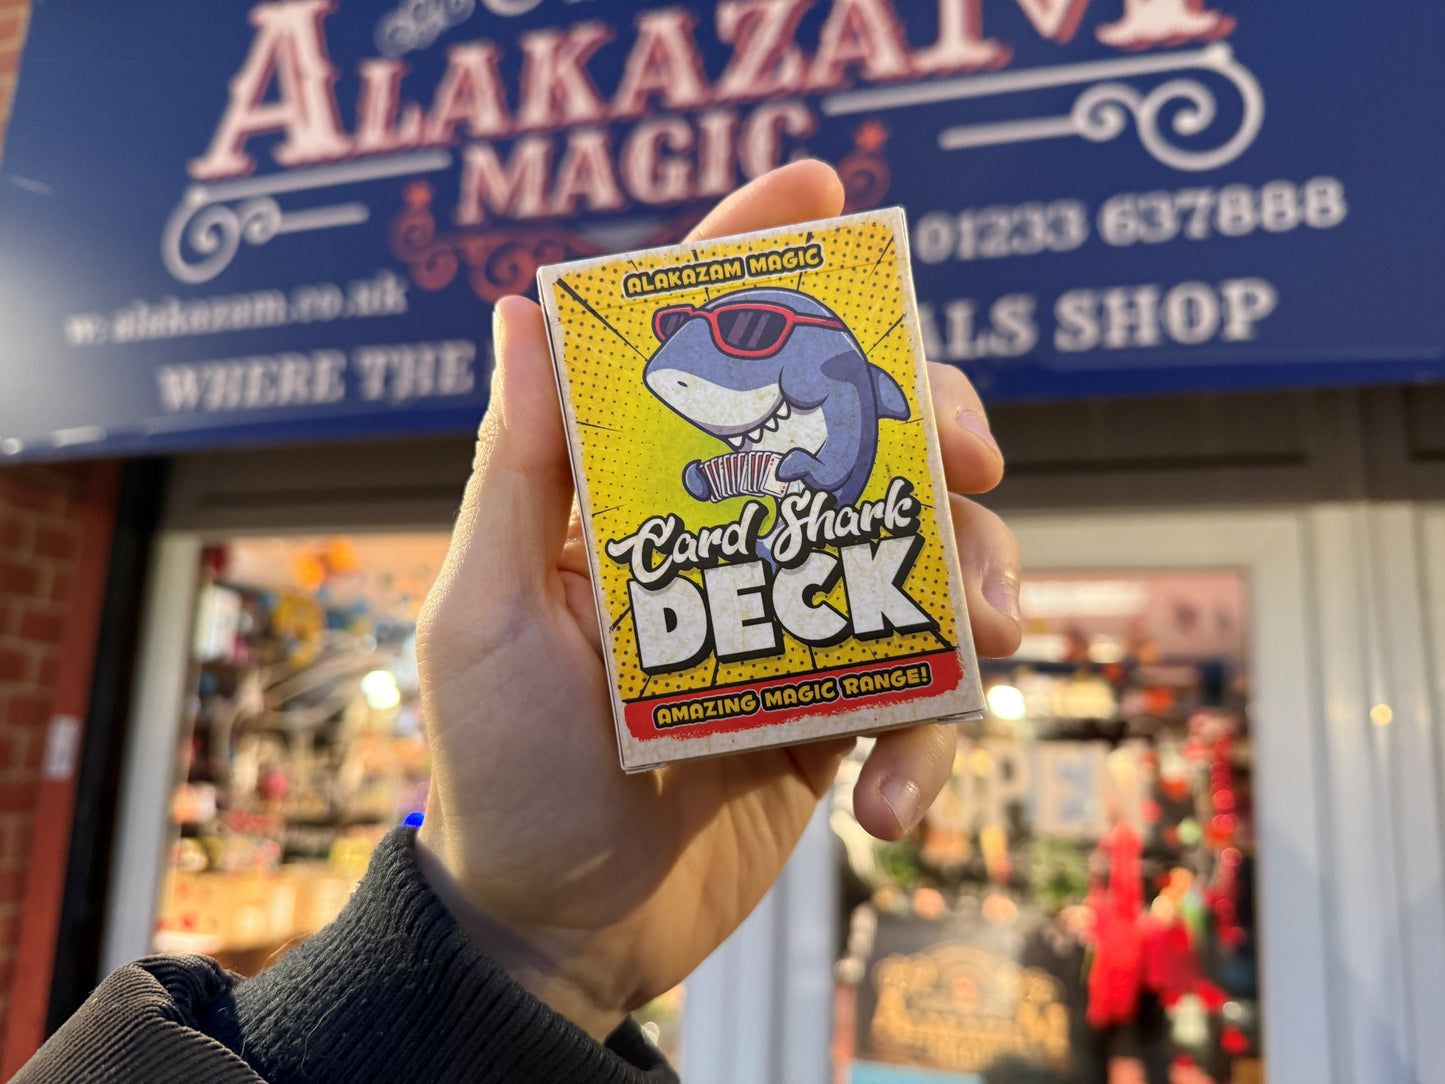 ALAKAZAM
MAGIC
01233 637888
w: alakazam.co.uk
WHERE THE
ALS SHOP
ALAKAZAM MAGIC
Card Shark
DECK
AMAZING MAGIC RANGE!
OPEN